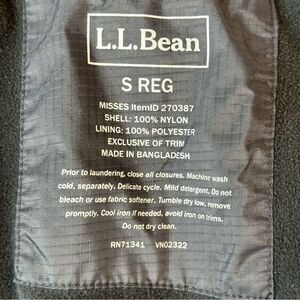 L.L.Bean
S REG
MISSES ItemID 270387
SHELL: 100% NYLON
LINING: 100% POLYESTER
EXCLUSIVE OF TRIM
MADE IN BANGLADESH
Prior to laundering, close all closures. Machine wash
cold, separately. Delicate cycle. Mild detergent. Do not
bleach or use fabric softener. Tumble dry low, remove
promptly. Cool iron if needed, avoid iron on trims.
Do not dry clean.
RN71341 VN02322